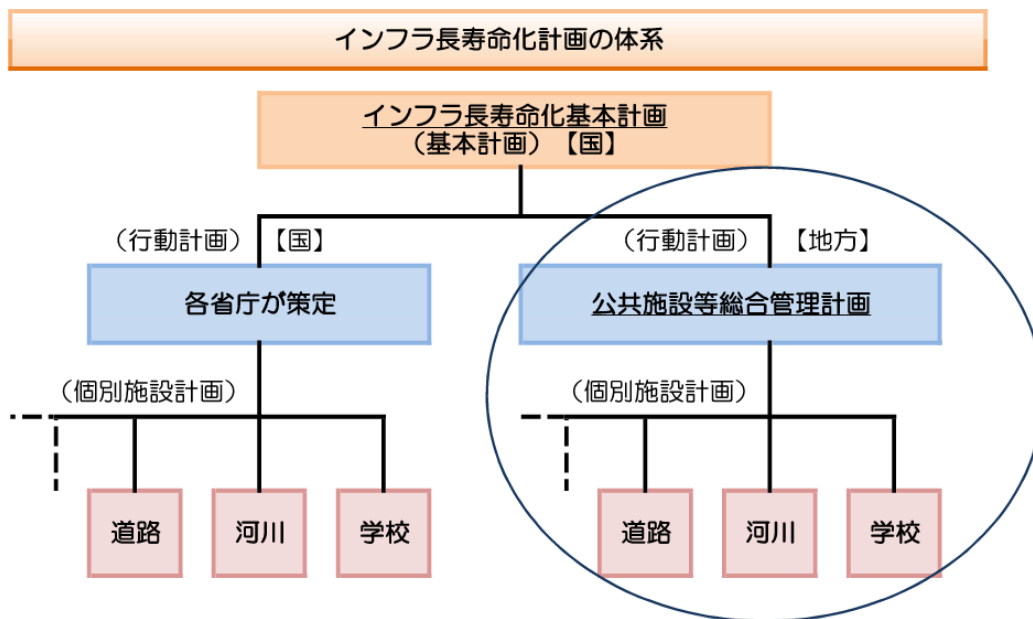 インフラ長寿命化計画の体系
インフラ長寿命化基本計画
（基本計画）【国】
（行動計画）【国】
（行動計画）【地方】
各省庁が策定
公共施設等総合管理計画
（個別施設計画）
（個別施設計画）
道路
河川
学校
道路
河川
学校